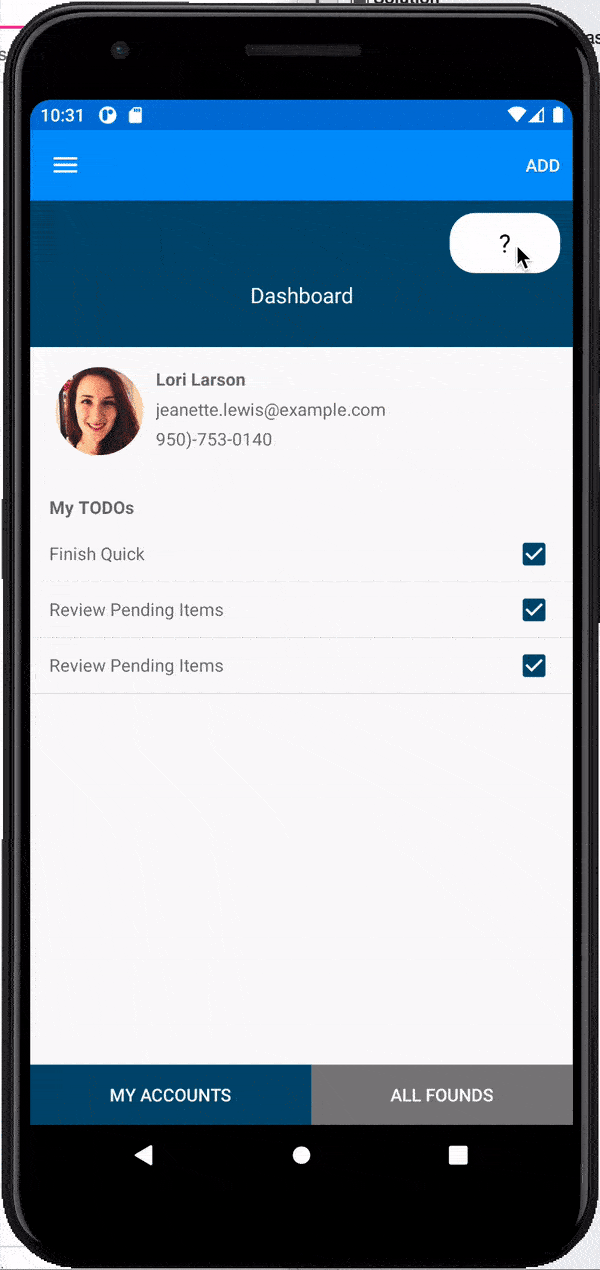 Solution
10:31
ADD
?
Dashboard
Lori Larson
jeanette.lewis@example.com
950)-753-0140
My TODOs
Finish Quick
Review Pending Items
Review Pending Items
MY ACCOUNTS
ALL FOUNDS